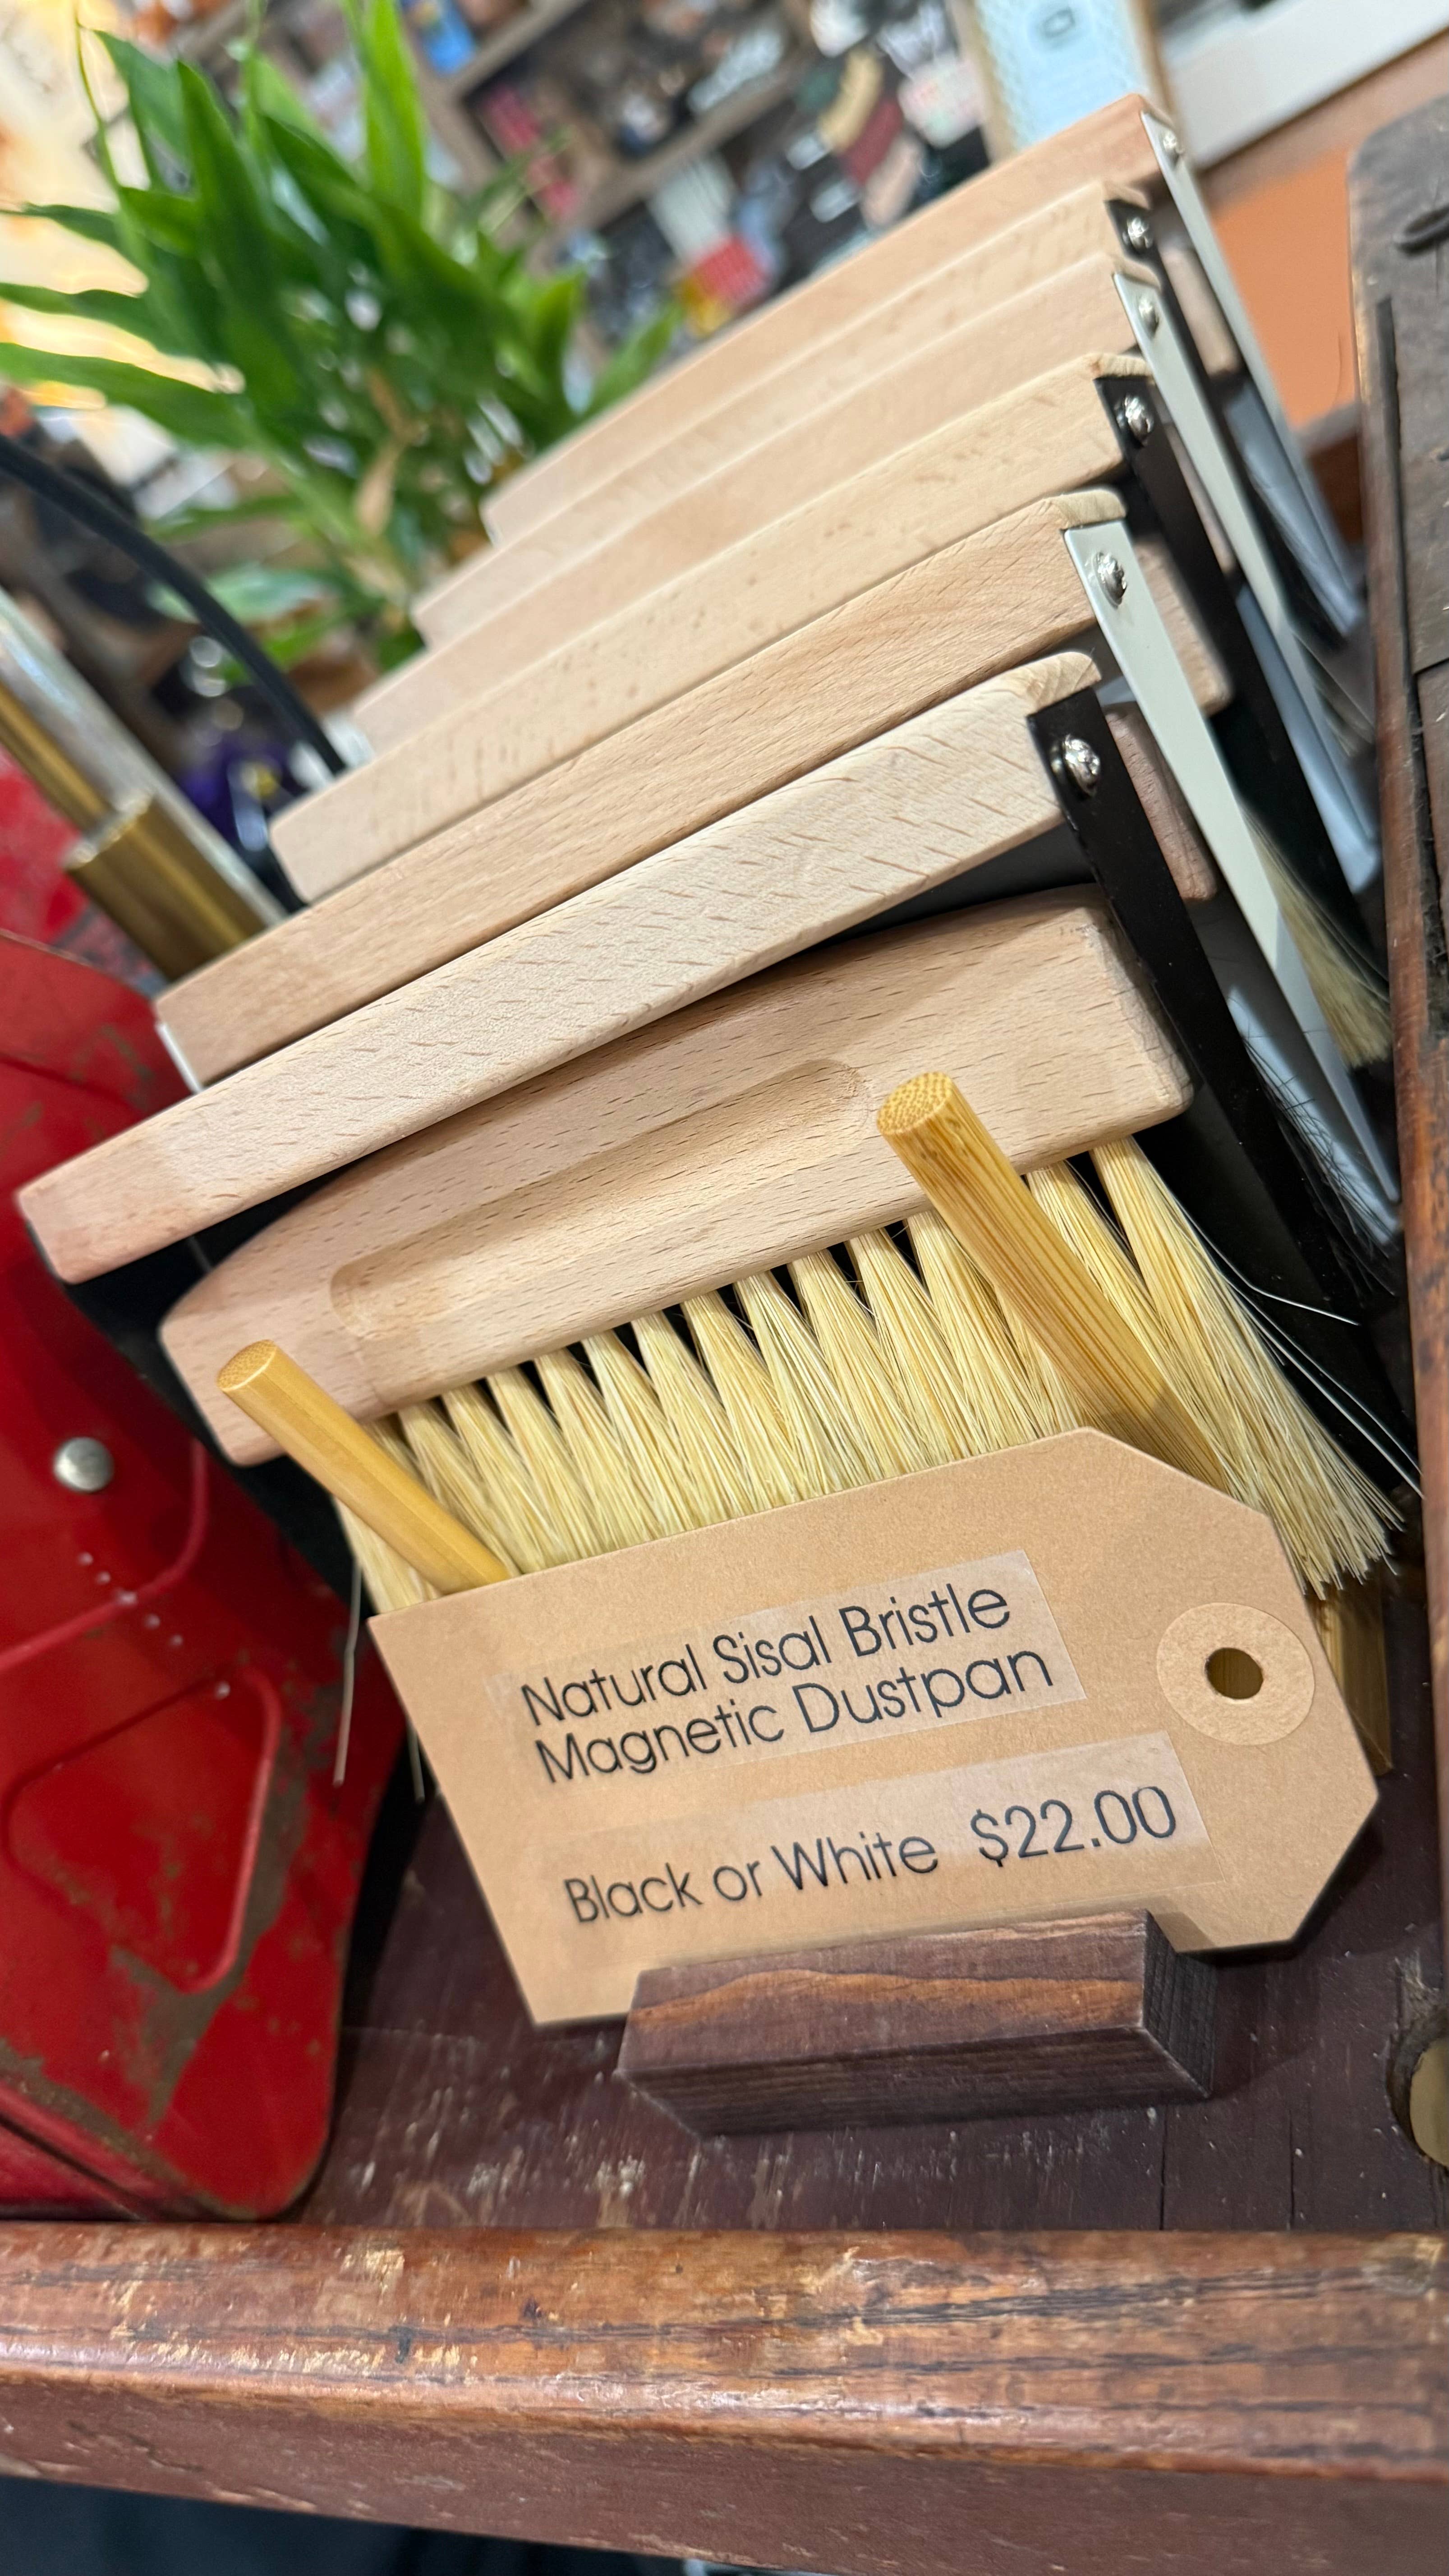 Natural Sisal Bristle
Magnetic Dustpan
Black or White $22.00